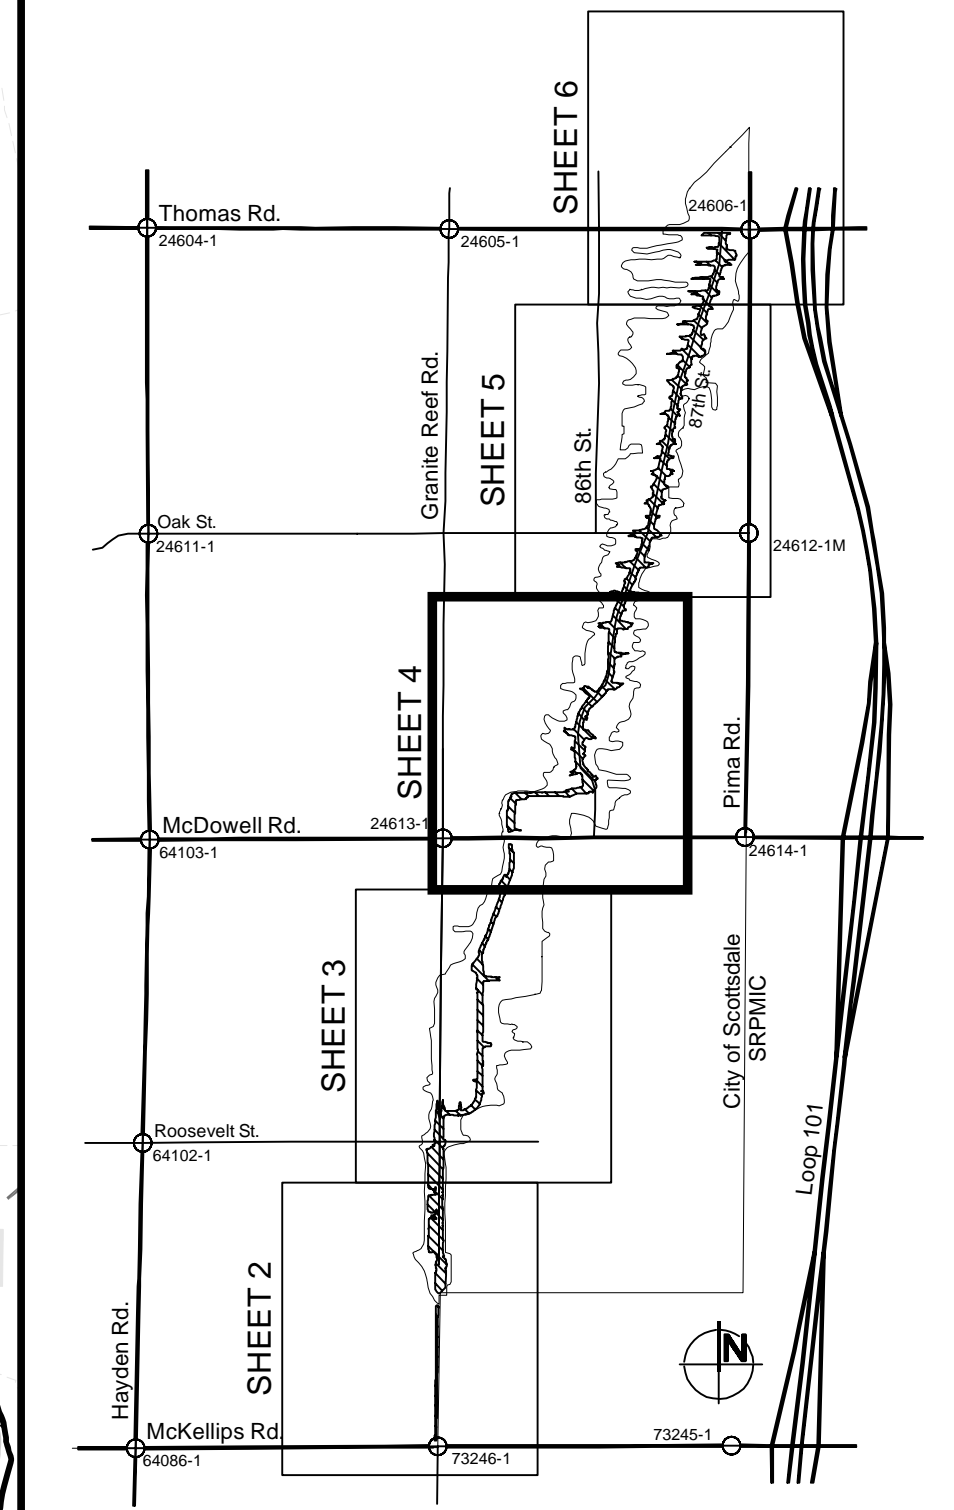 SHEET 6
Thomas Rd.
24604-1
24605-1
24606-1
Granite Reef Rd.
SHEET 5
86th St.
87th St.
Oak St.
24611-1
24612-1M
SHEET 4
Pima Rd.
McDowell Rd.
64103-1
24613-1
24614-1
SHEET 3
City of Scottsdale
SRPMIC
Roosevelt St.
64102-1
Loop 101
SHEET 2
Hayden Rd.
N
McKellips Rd.
64086-1
73246-1
73245-1